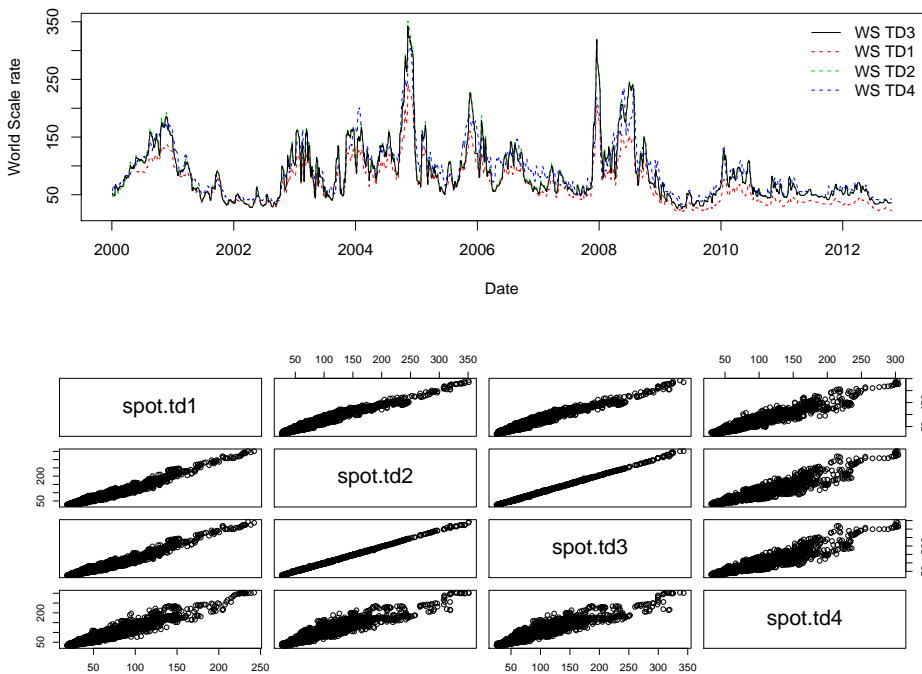 350
250
150
50
World Scale rate
WS TD3
WS TD1
WS TD2
WS TD4
2000 2002 2004 2006 2008 2010 2012
Date
50 100 150 200 250 300 350
50 100 150 200 250 300
spot.td1
50 200
spot.td2
spot.td3
50 200
spot.td4
50 100 150 200 250
50 100 150 200 250 300 350